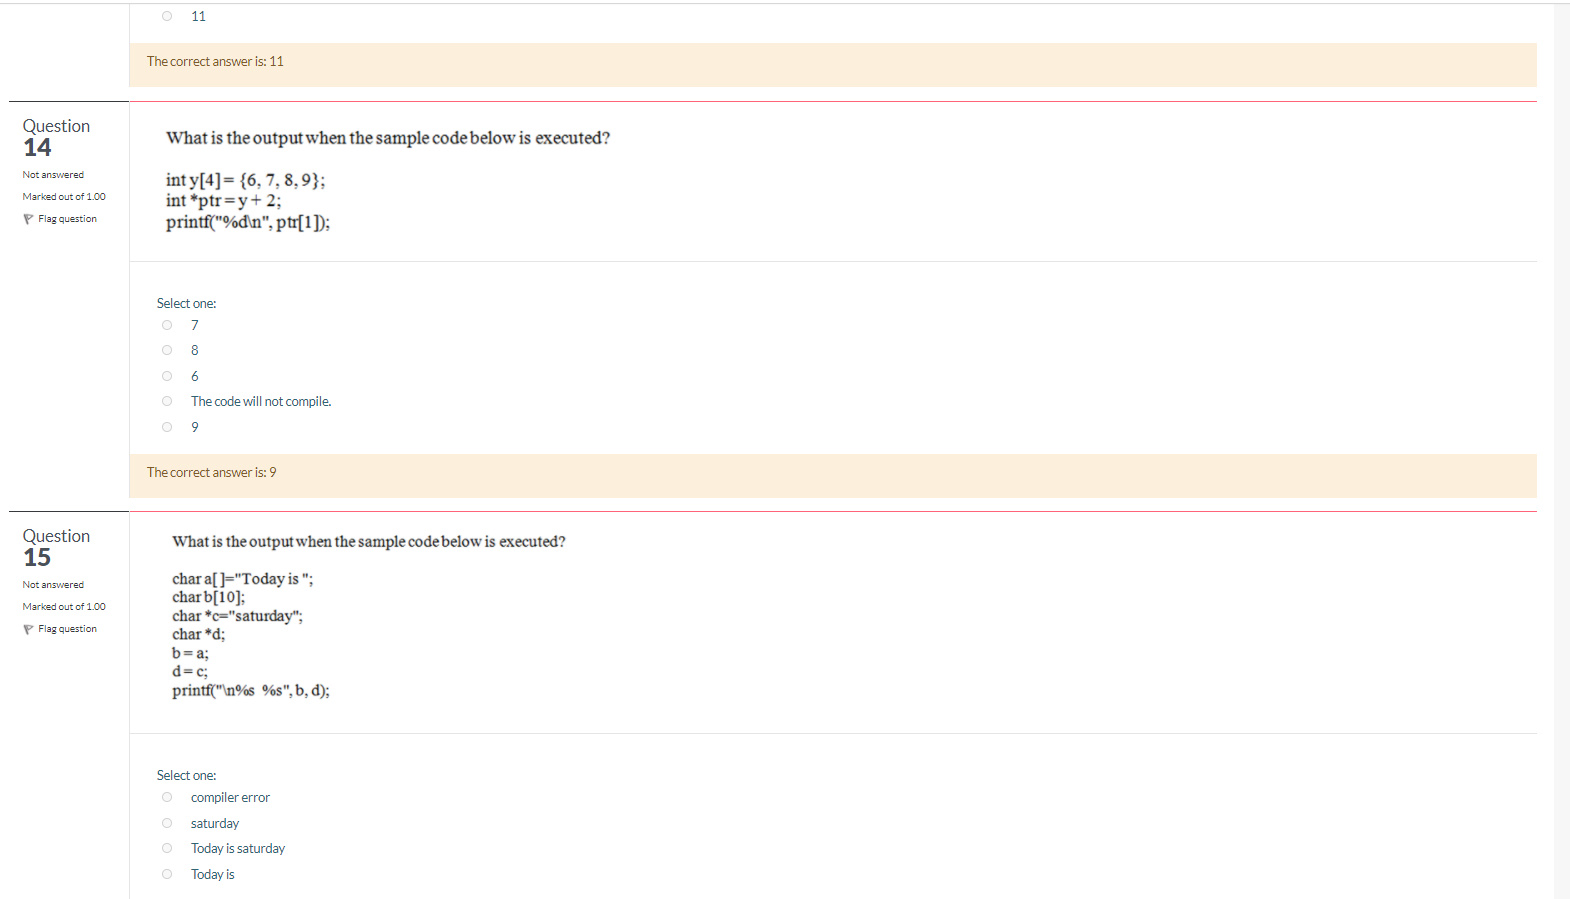 11
The correct answer is: 11
Question
14
Not answered
Marked out of 1.00
Flag question
What is the output when the sample code below is executed?
int y[4]= {6, 7, 8, 9};
int *ptr = y + 2;
printf("%d\n", ptr[1]);
Select one:
7
8
6
The code will not compile.
9
The correct answer is: 9
Question
15
Not answered
Marked out of 1.00
Flag question
What is the output when the sample code below is executed?
char a[ ]="Today is ";
char b[10];
char *c="saturday";
char *d;
b = a;
d = c;
printf("\n%s  %s", b, d);
Select one:
compiler error
saturday
Today is saturday
Today is